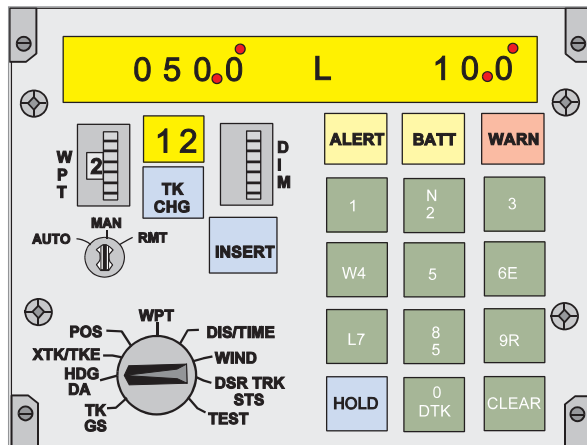 050.0 L 10.0
WPT
2
12
DIM
ALERT
BATT
WARN
TK
CHG
1
N
2
3
AUTO
MAN
RMT
INSERT
W4
5
6E
L7
8
5
9R
HOLD
0
DTK
CLEAR
WPT
POS
DIS/TIME
XTK/TKE
WIND
HDG
DA
DSR TRK
STS
TK
GS
TEST